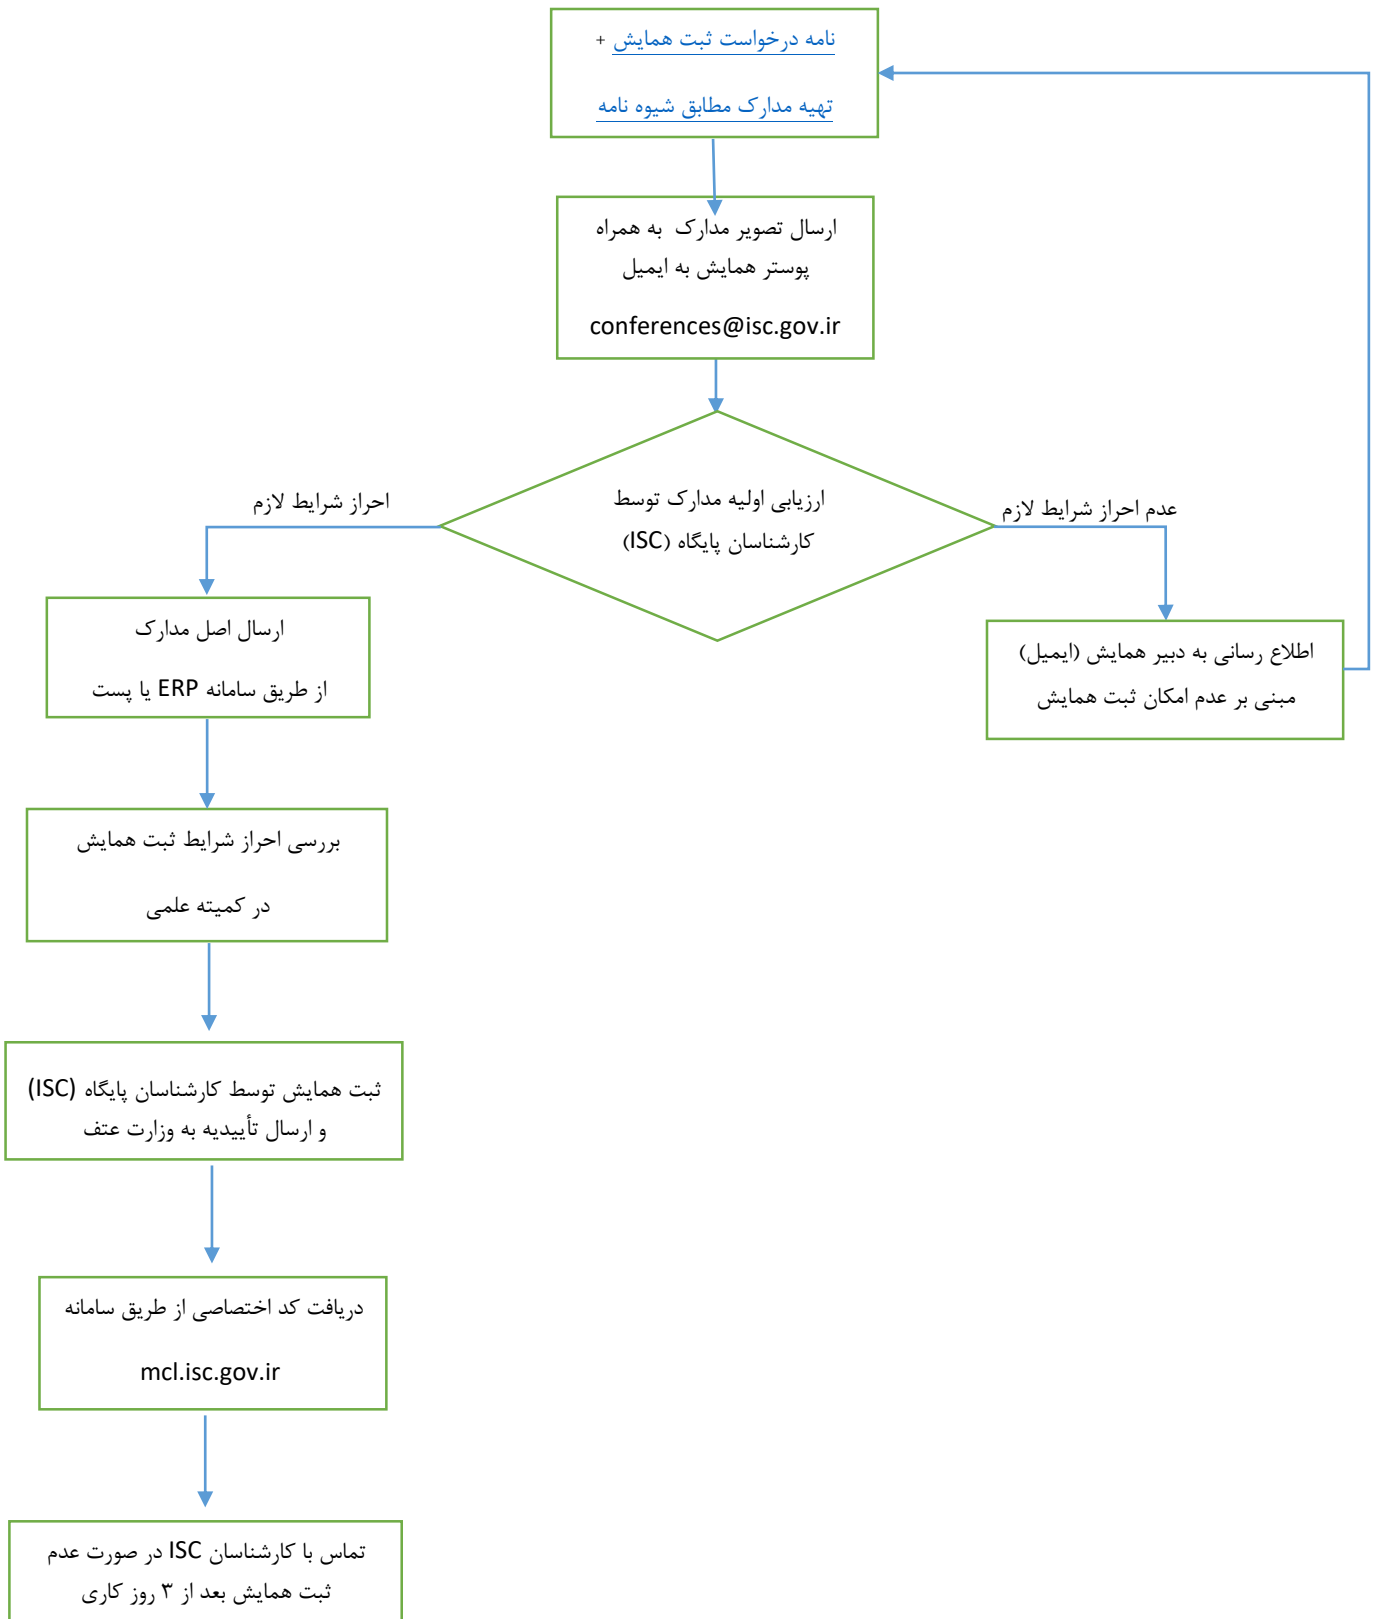 نامه درخواست ثبت همایش +
تهیه مدارک مطابق شیوه نامه
ارسال تصویر مدارک به همراه
پوستر همایش به ایمیل
conferences@isc.gov.ir
ارزیابی اولیه مدارک توسط
کارشناسان پایگاه (ISC)
عدم احراز شرایط لازم
احراز شرایط لازم
اطلاع رسانی به دبیر همایش (ایمیل)
مبنی بر عدم امکان ثبت همایش
ارسال اصل مدارک
از طریق سامانه ERP یا پست
بررسی احراز شرایط ثبت همایش
در کمیته علمی
ثبت همایش توسط کارشناسان پایگاه (ISC)
و ارسال تأییدیه به وزارت عتف
دریافت کد اختصاصی از طریق سامانه
mcl.isc.gov.ir
تماس با کارشناسان ISC در صورت عدم
ثبت همایش بعد از ۳ روز کاری